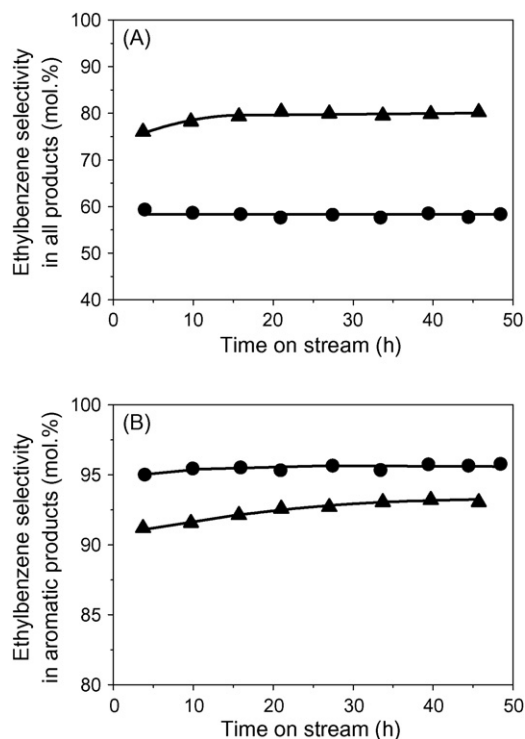 (A)
Ethylbenzene selectivity
in all products (mol.%)
100
90
80
70
60
50
40
0 10 20 30 40 50
Time on stream (h)
(B)
Ethylbenzene selectivity
in aromatic products (mol.%)
100
95
90
85
80
0 10 20 30 40 50
Time on stream (h)